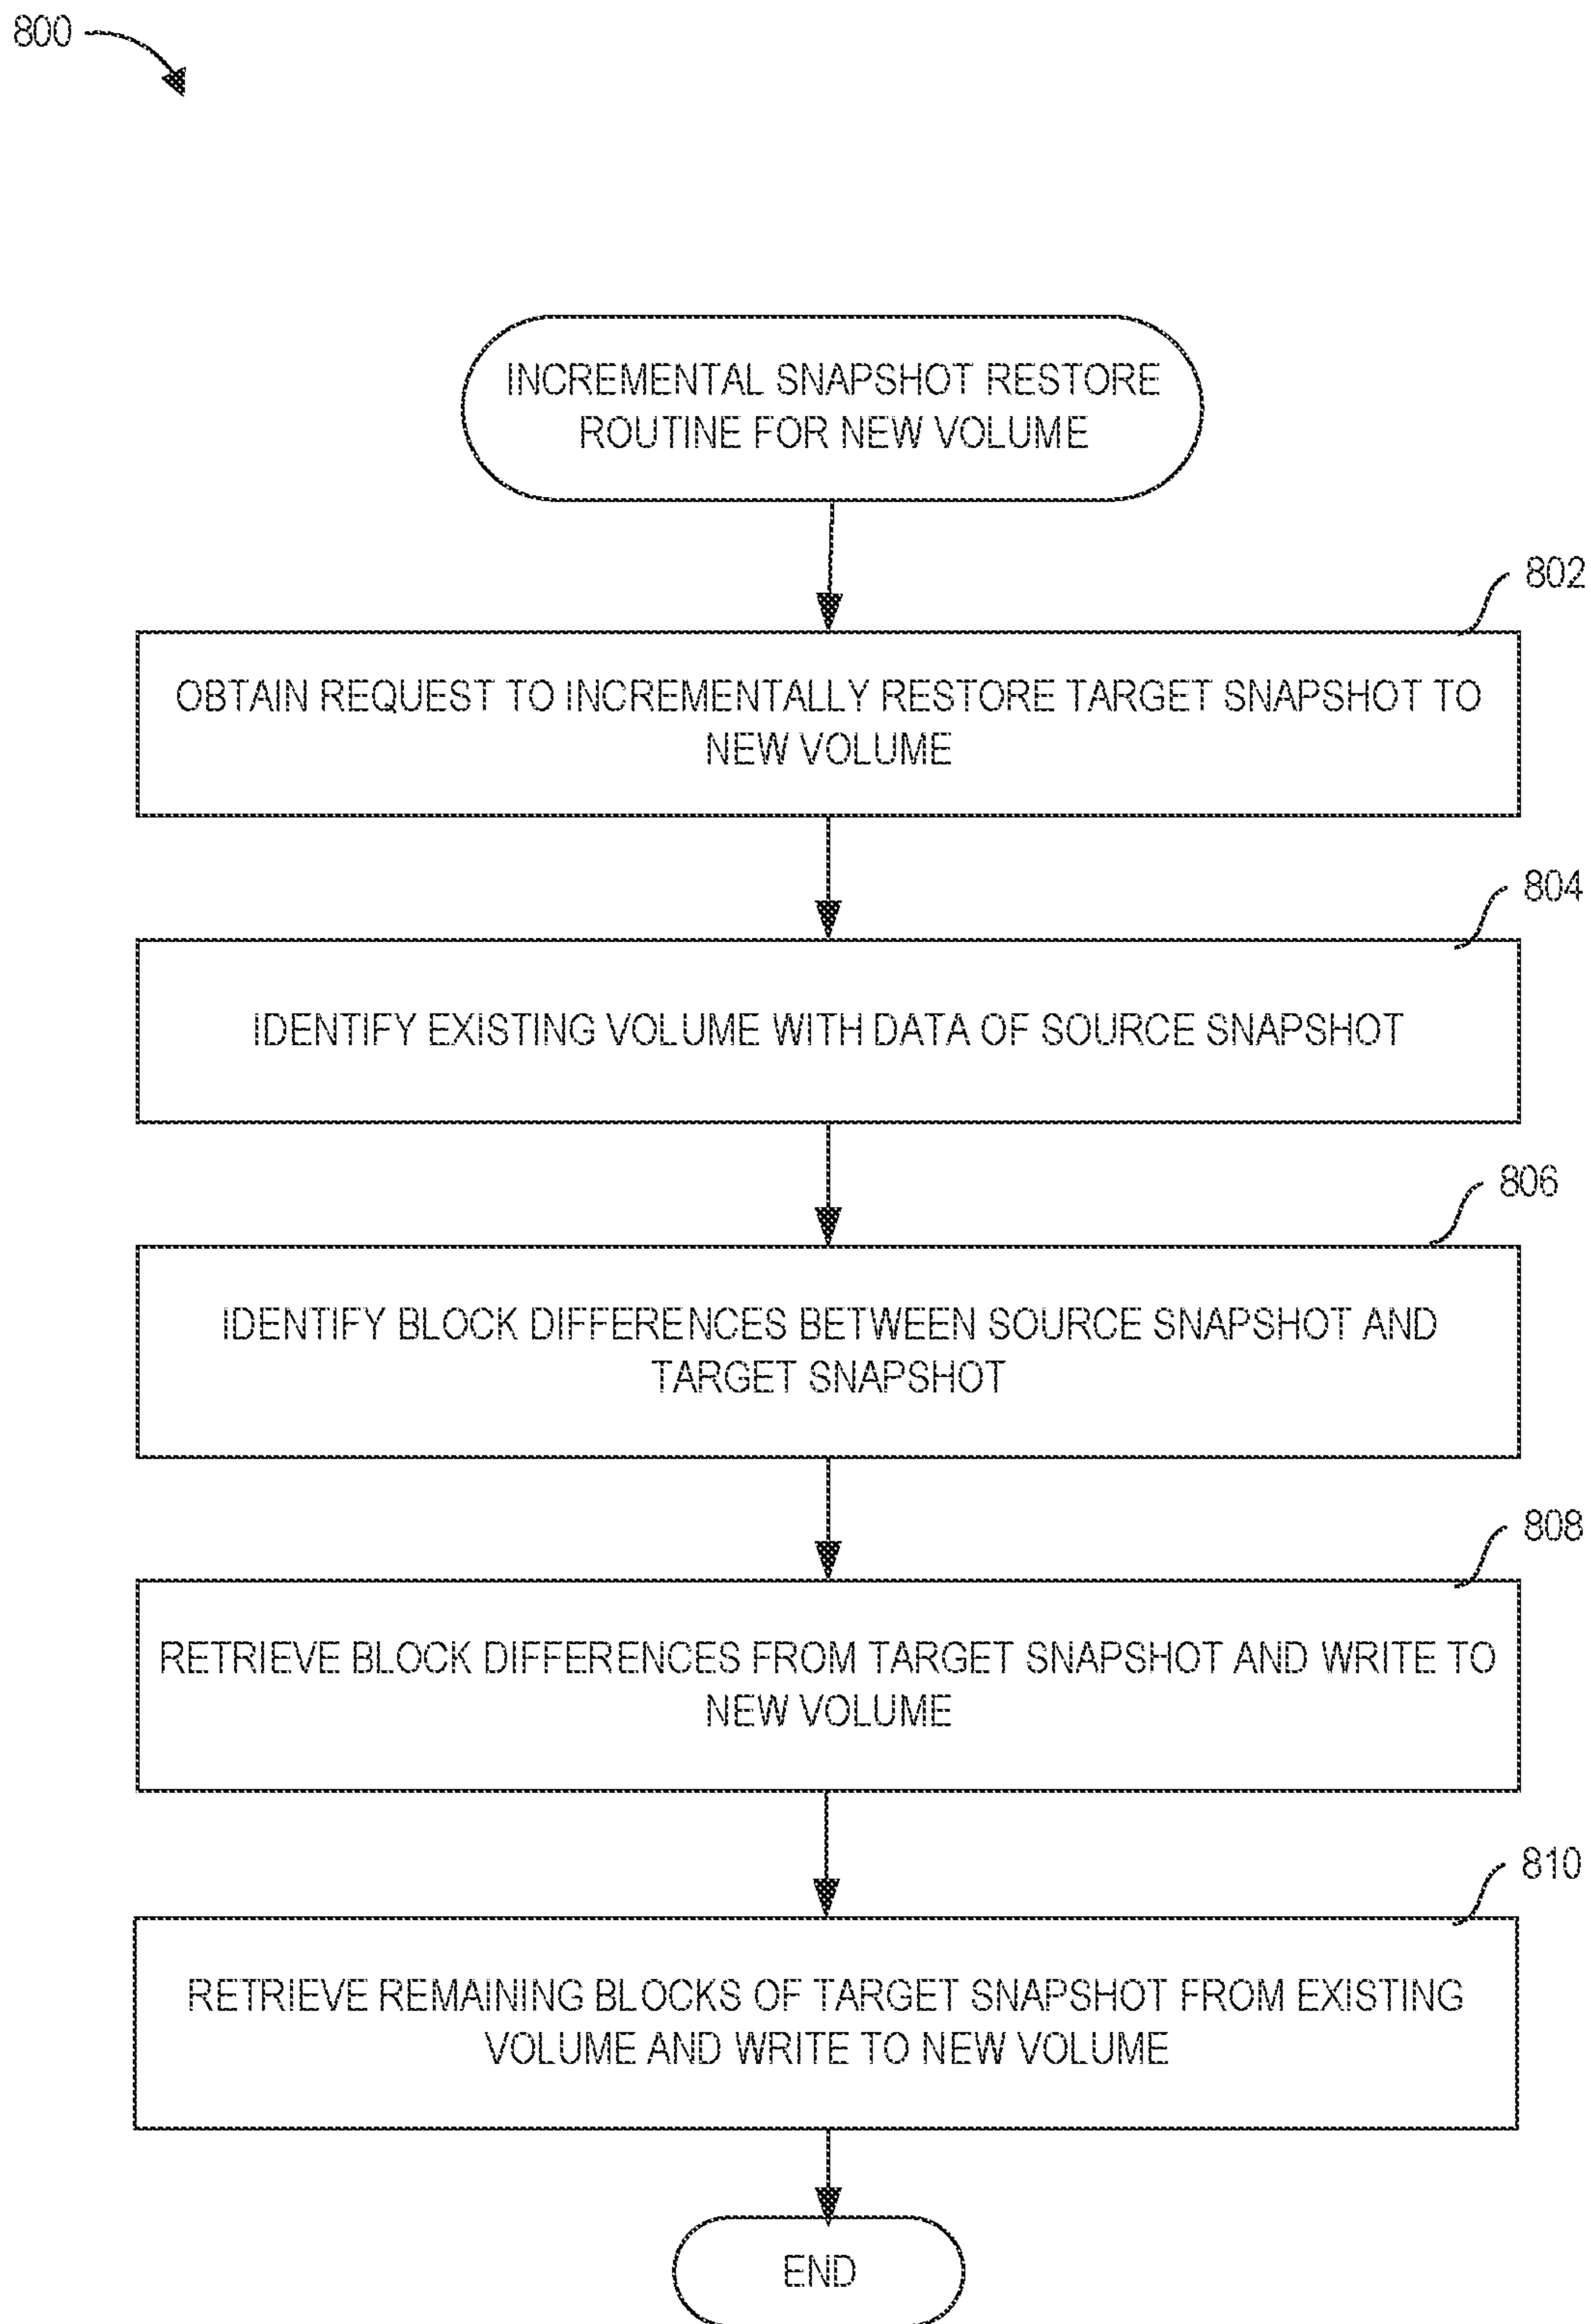 800
INCREMENTAL SNAPSHOT RESTORE
ROUTINE FOR NEW VOLUME
802
OBTAIN REQUEST TO INCREMENTALLY RESTORE TARGET SNAPSHOT TO
NEW VOLUME
804
IDENTIFY EXISTING VOLUME WITH DATA OF SOURCE SNAPSHOT
806
IDENTIFY BLOCK DIFFERENCES BETWEEN SOURCE SNAPSHOT AND
TARGET SNAPSHOT
808
RETRIEVE BLOCK DIFFERENCES FROM TARGET SNAPSHOT AND WRITE TO
NEW VOLUME
810
RETRIEVE REMAINING BLOCKS OF TARGET SNAPSHOT FROM EXISTING
VOLUME AND WRITE TO NEW VOLUME
END